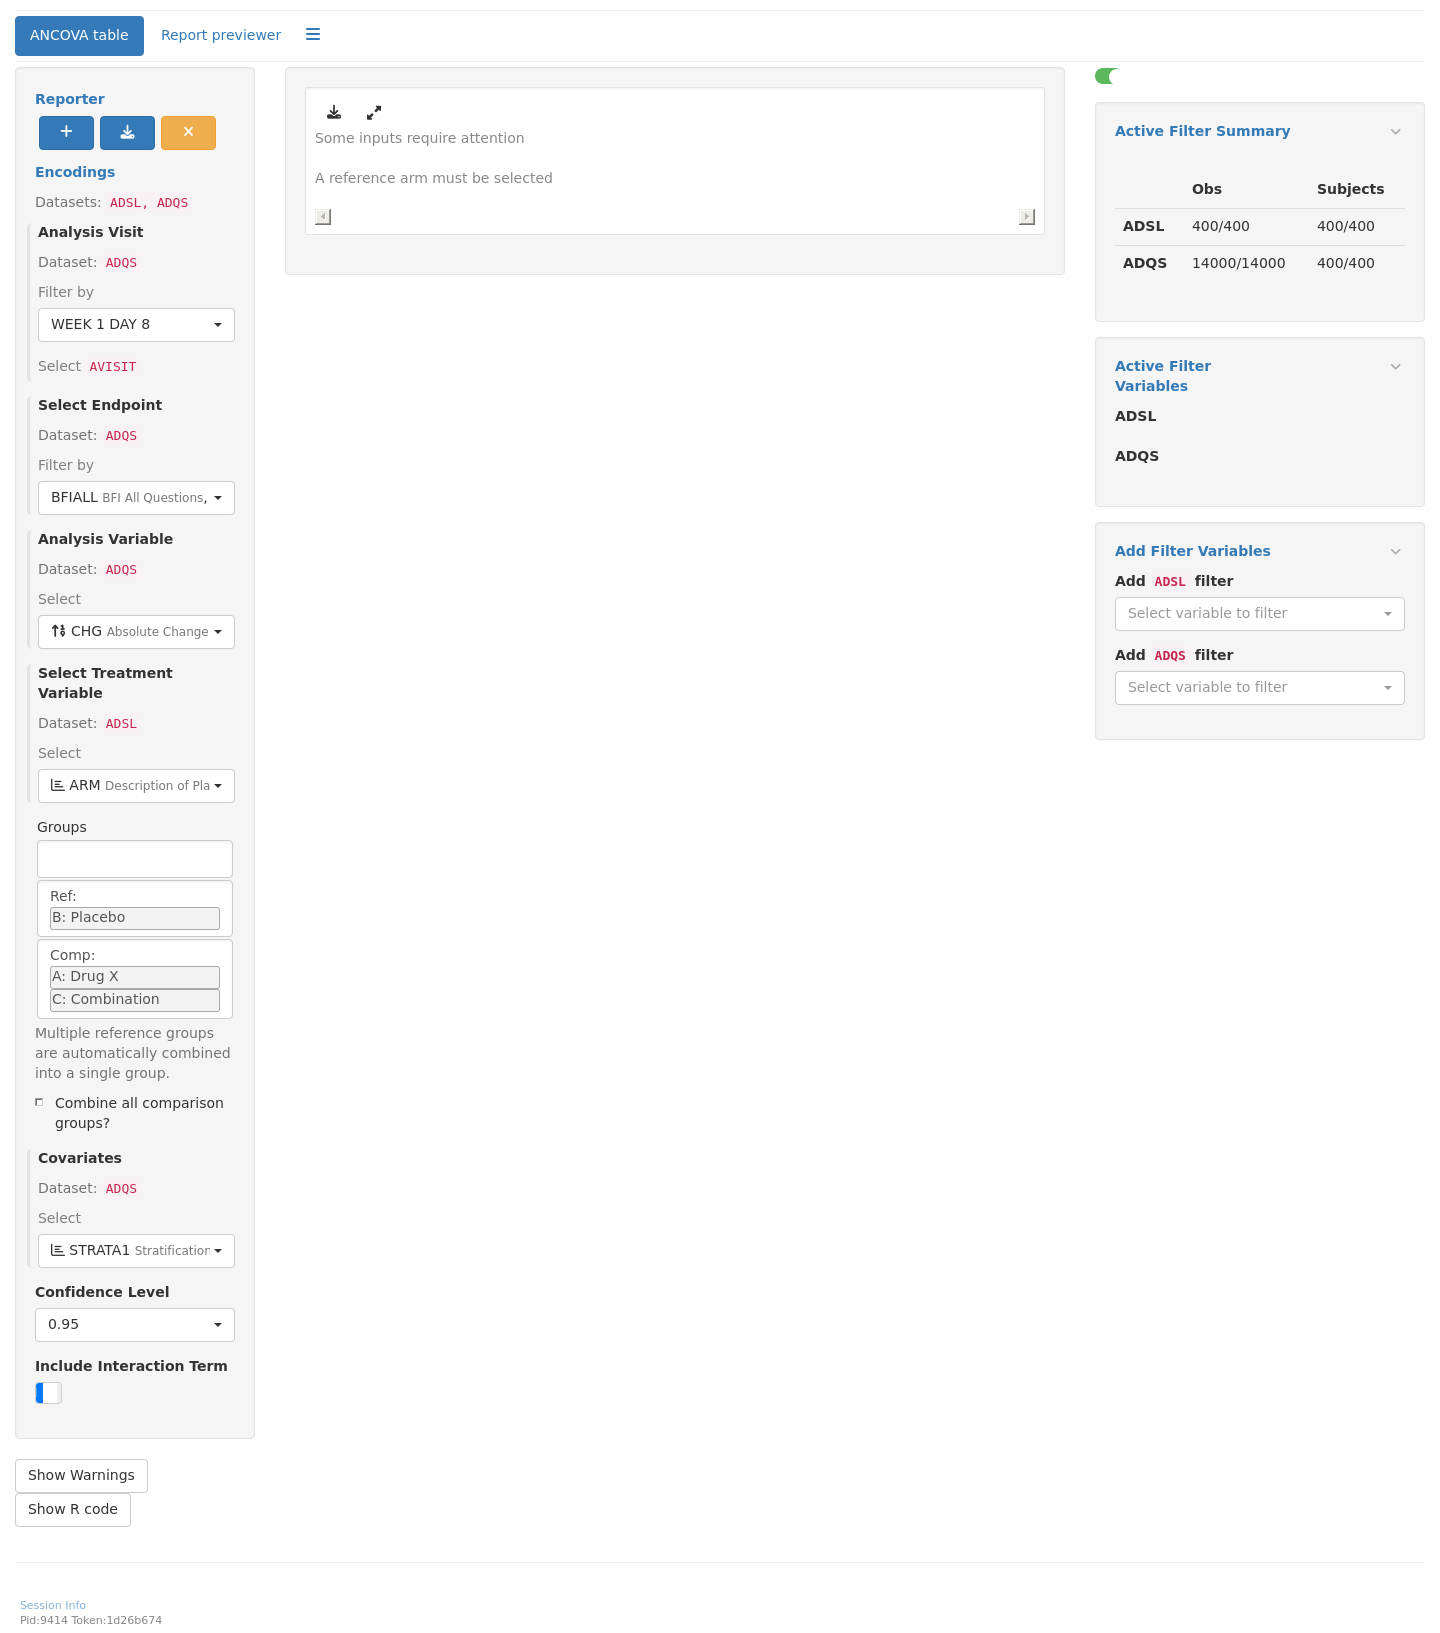 ANCOVA table
Report previewer
Reporter
Encodings
Datasets: ADSL, ADQS
Analysis Visit
Dataset: ADQS
Filter by
WEEK 1 DAY 8
Select AVISIT
Select Endpoint
Dataset: ADQS
Filter by
BFIALL BFI All Questions,
Analysis Variable
Dataset: ADQS
Select
CHG Absolute Change
Select Treatment
Variable
Dataset: ADSL
Select
ARM Description of Pla
Groups
Ref:
B: Placebo
Comp:
A: Drug X
C: Combination
Multiple reference groups
are automatically combined
into a single group.
Combine all comparison
groups?
Covariates
Dataset: ADQS
Select
STRATA1 Stratification
Confidence Level
0.95
Include Interaction Term
Show Warnings
Show R code
Some inputs require attention
A reference arm must be selected
Active Filter Summary
Obs Subjects
ADSL 400/400 400/400
ADQS 14000/14000 400/400
Active Filter
Variables
ADSL
ADQS
Add Filter Variables
Add ADSL filter
Select variable to filter
Add ADQS filter
Select variable to filter
Session Info
Pid:9414 Token:1d26b674